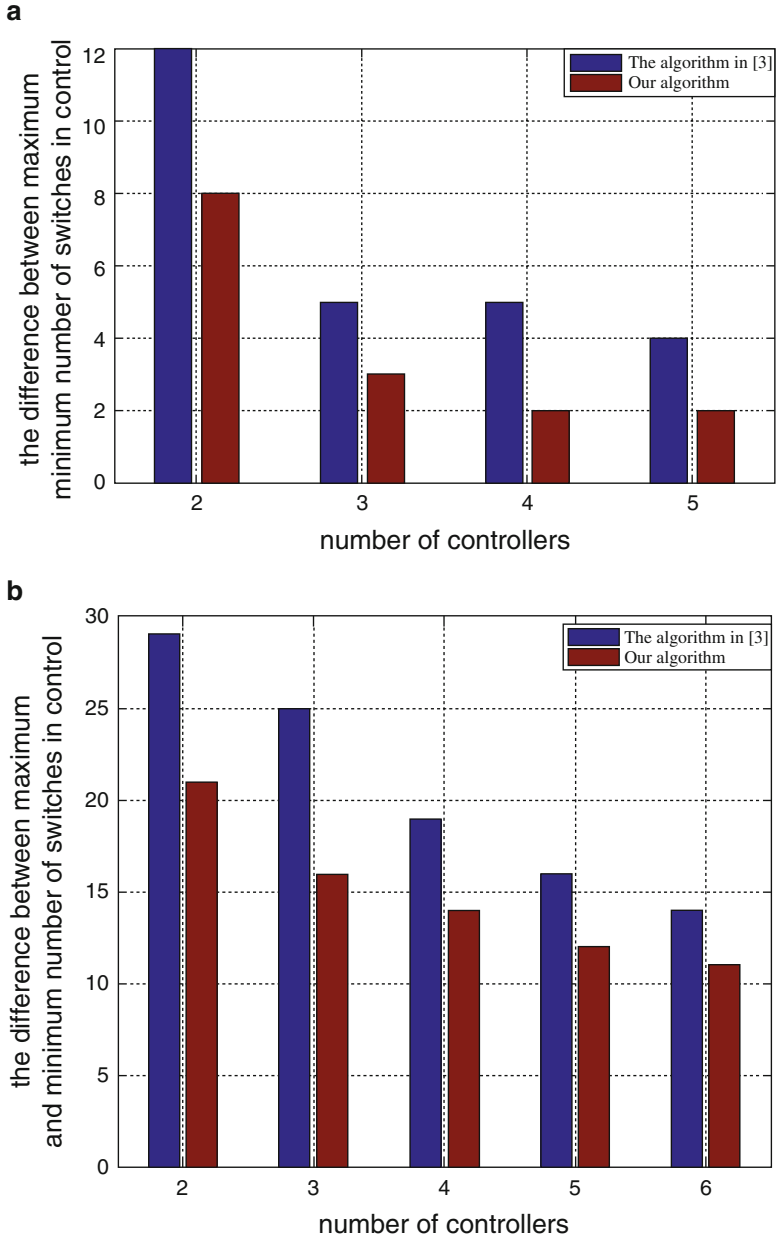 a
the difference between maximum
minimum number of switches in control
12
10
8
6
4
2
0
The algorithm in [3]
Our algorithm
2 3 4 5
number of controllers
b
the difference between maximum
and minimum number of switches in control
30
25
20
15
10
5
0
The algorithm in [3]
Our algorithm
2 3 4 5 6
number of controllers